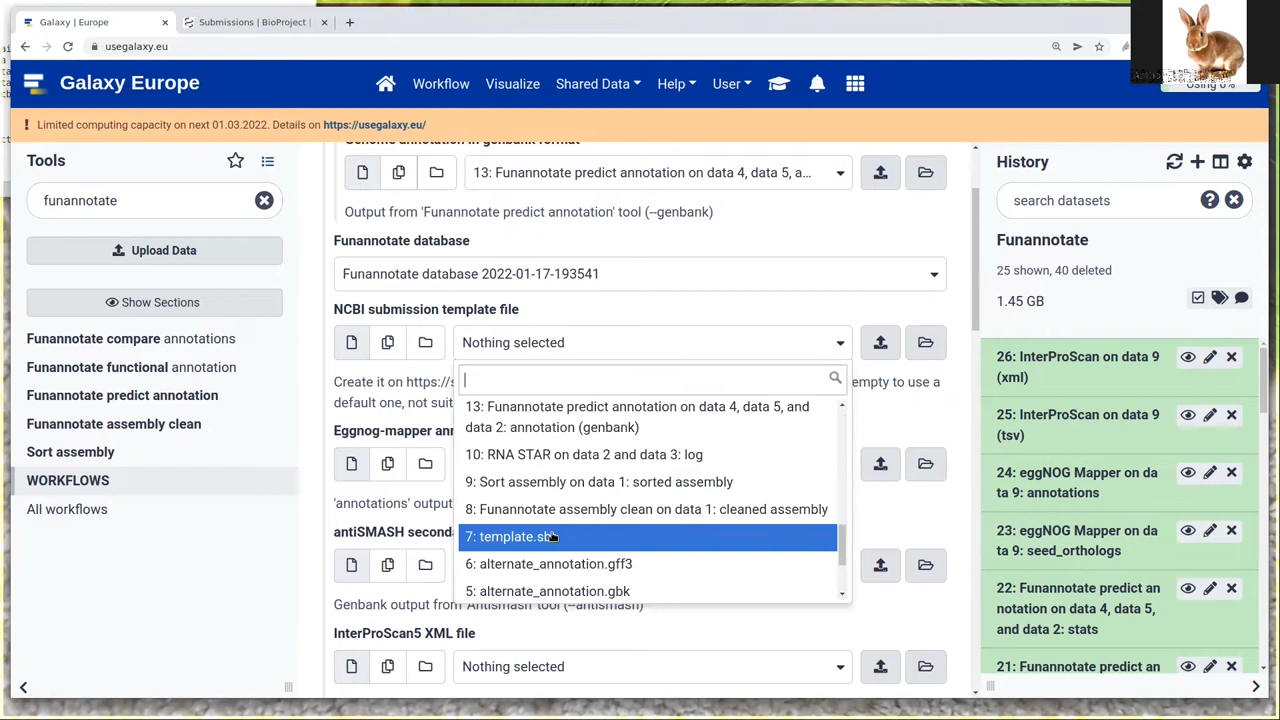 Galaxy | Europe
Submissions | BioProject |
usegalaxy.eu
Galaxy Europe
Workflow
Visualize
Shared Data
Help
User
Limited computing capacity on next 01.03.2022. Details on https://usegalaxy.eu/
Tools
funannotate
Upload Data
Show Sections
Funannotate compare annotations
Funannotate functional annotation
Funannotate predict annotation
Funannotate assembly clean
Sort assembly
WORKFLOWS
All workflows
Genome annotation in genbank format
13: Funannotate predict annotation on data 4, data 5, a...
Output from 'Funannotate predict annotation' tool (--genbank)
Funannotate database
Funannotate database 2022-01-17-193541
NCBI submission template file
Nothing selected
Create it on https://s
empty to use a
default one, not suit
13: Funannotate predict annotation on data 4, data 5, and
data 2: annotation (genbank)
10: RNA STAR on data 2 and data 3: log
9: Sort assembly on data 1: sorted assembly
8: Funannotate assembly clean on data 1: cleaned assembly
7: template.sb
6: alternate_annotation.gff3
5: alternate_annotation.gbk
Eggnog-mapper ann
'annotations' output
antiSMASH seconda
Genbank output from 'Antismash' tool (--antismash)
InterProScan5 XML file
Nothing selected
History
search datasets
Funannotate
25 shown, 40 deleted
1.45 GB
26: InterProScan on data 9
(xml)
25: InterProScan on data 9
(tsv)
24: eggNOG Mapper on da
ta 9: annotations
23: eggNOG Mapper on da
ta 9: seed_orthologs
22: Funannotate predict an
notation on data 4, data 5,
and data 2: stats
21: Funannotate predict an